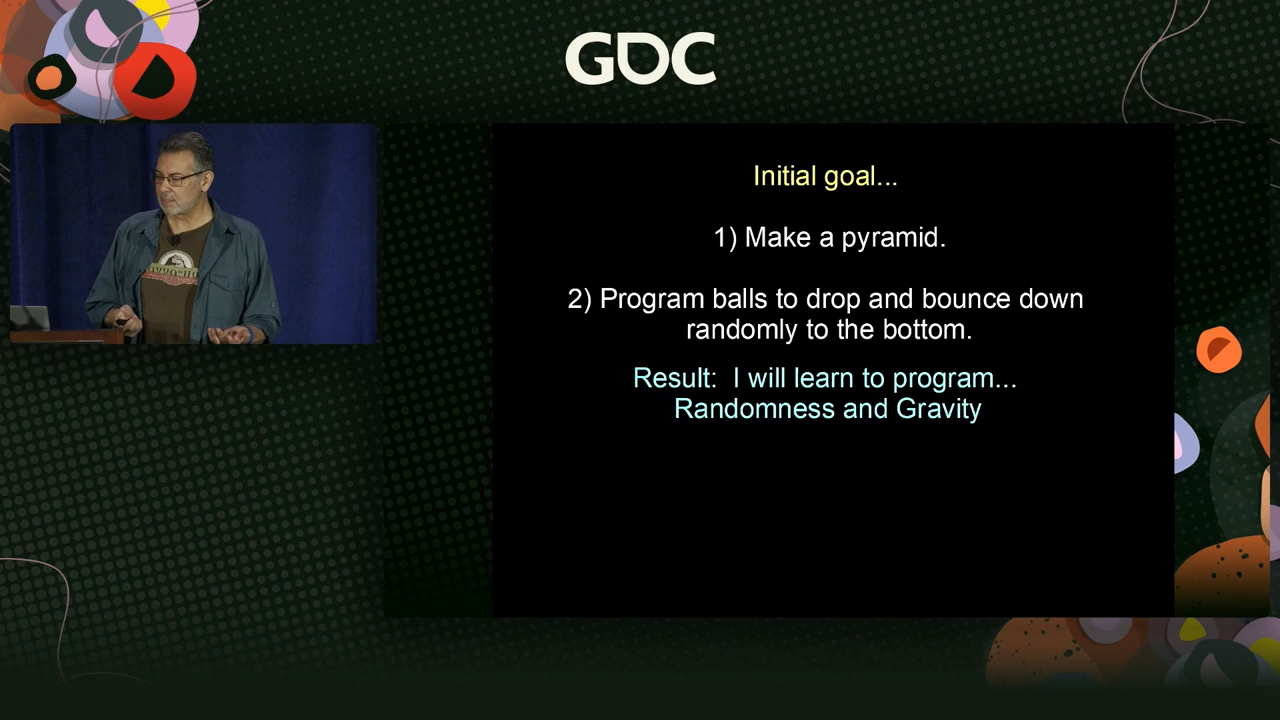 GDC
Initial goal...
1) Make a pyramid.
2) Program balls to drop and bounce down
randomly to the bottom.
Result: I will learn to program...
Randomness and Gravity